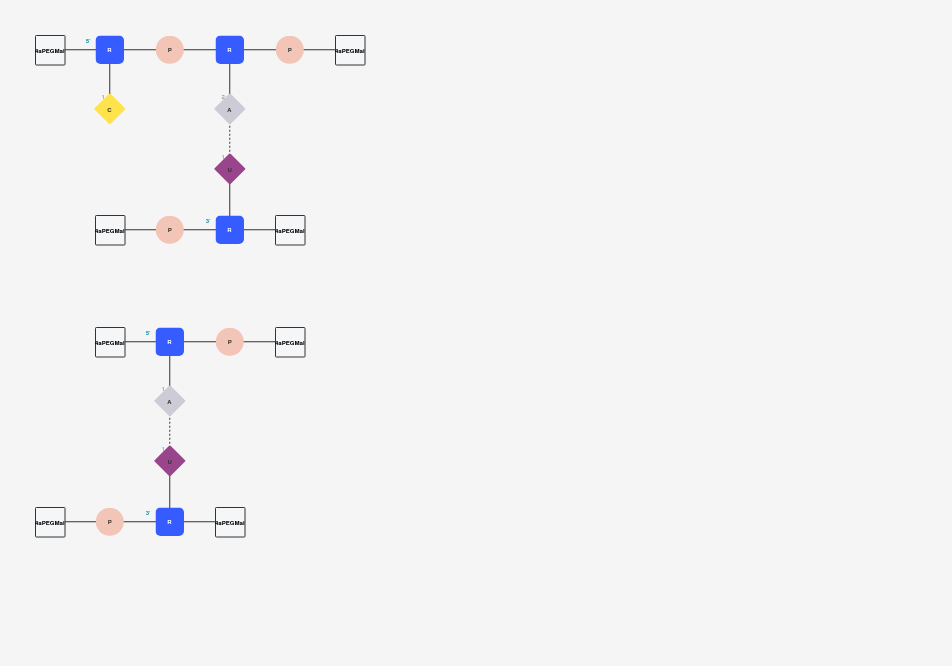 5'
4aPEGMal R P R P 4aPEGMal
1 2
C A
1
U
3'
4aPEGMal P R 4aPEGMal
5'
4aPEGMal R P 4aPEGMal
1
A
1
U
3'
4aPEGMal P R 4aPEGMal